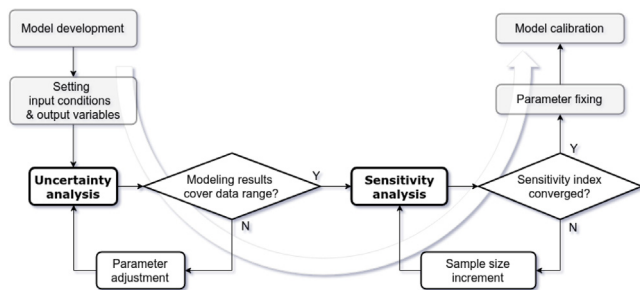 Model development
Setting
input conditions
& output variables
Uncertainty
analysis
Modeling results
cover data range?
Y
N
Parameter
adjustment
Sensitivity
analysis
Sensitivity index
converged?
Y
N
Sample size
increment
Parameter fixing
Model calibration